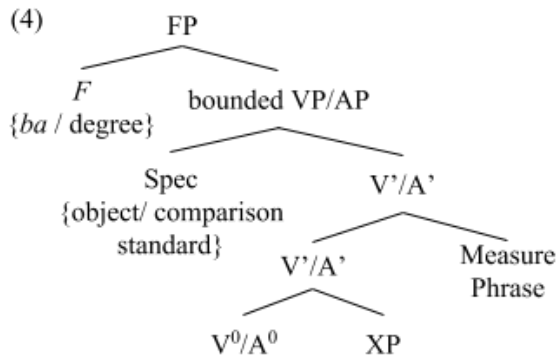 (4)
FP
F
{ba / degree}
bounded VP/AP
Spec
{object/ comparison
standard}
V’/A’
V’/A’
Measure
Phrase
V⁰/A⁰
XP